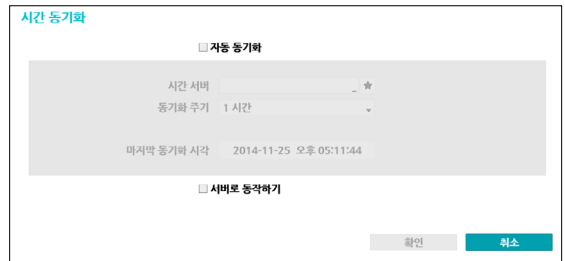 시간 동기화
자동 동기화
시간 서버
동기화 주기 1 시간
마지막 동기화 시각 2014-11-25 오후 05:11:44
서버로 동작하기
확인 취소